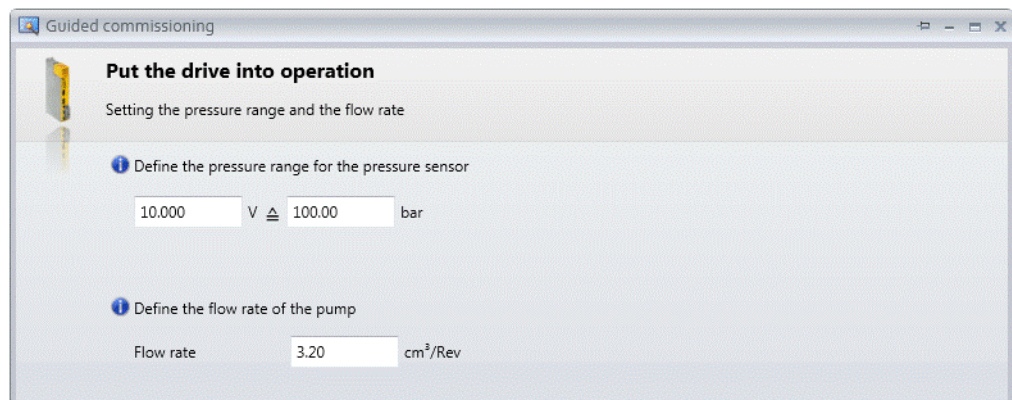 Guided commissioning
Put the drive into operation
Setting the pressure range and the flow rate
Define the pressure range for the pressure sensor
10.000 V ≙ 100.00 bar
Define the flow rate of the pump
Flow rate 3.20 cm³/Rev